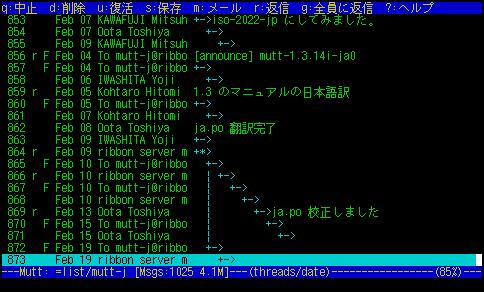 q:中止 d:削除 u:復活 s:保存 m:メール r:返信 g:全員に返信 ?:ヘルプ
853 Feb 07 KAWAFUJI Mitsuh +->iso-2022-jp にしてみました。
854 Feb 07 Oota Toshiya +->
855 Feb 09 KAWAFUJI Mitsuh +->
856 r F Feb 04 To mutt-j@ribbo [announce] mutt-1.3.14i-ja0
857 F Feb 04 To mutt-j@ribbo +->
858 Feb 06 IWASHITA Yoji +->
859 r Feb 05 Kohtaro Hitomi 1.3 のマニュアルの日本語訳
860 F Feb 05 To mutt-j@ribbo +->
861 Feb 07 Kohtaro Hitomi +->
862 Feb 08 Oota Toshiya ja.po 翻訳完了
863 Feb 09 IWASHITA Yoji +->
864 r Feb 09 ribbon server m +*>
865 F Feb 10 To mutt-j@ribbo +->
866 Feb 10 ribbon server m | +->
867 F Feb 10 To mutt-j@ribbo | +->
868 Feb 10 ribbon server m | +->
869 r Feb 13 Oota Toshiya | +->ja.po 校正しました
870 F Feb 15 To mutt-j@ribbo | +->
871 Feb 15 Oota Toshiya | +->
872 F Feb 19 To mutt-j@ribbo +->
873 Feb 19 ribbon server m +->
---Mutt: =list/mutt-j [Msgs:1025 4.1M]---(threads/date)-----------------(85%)---